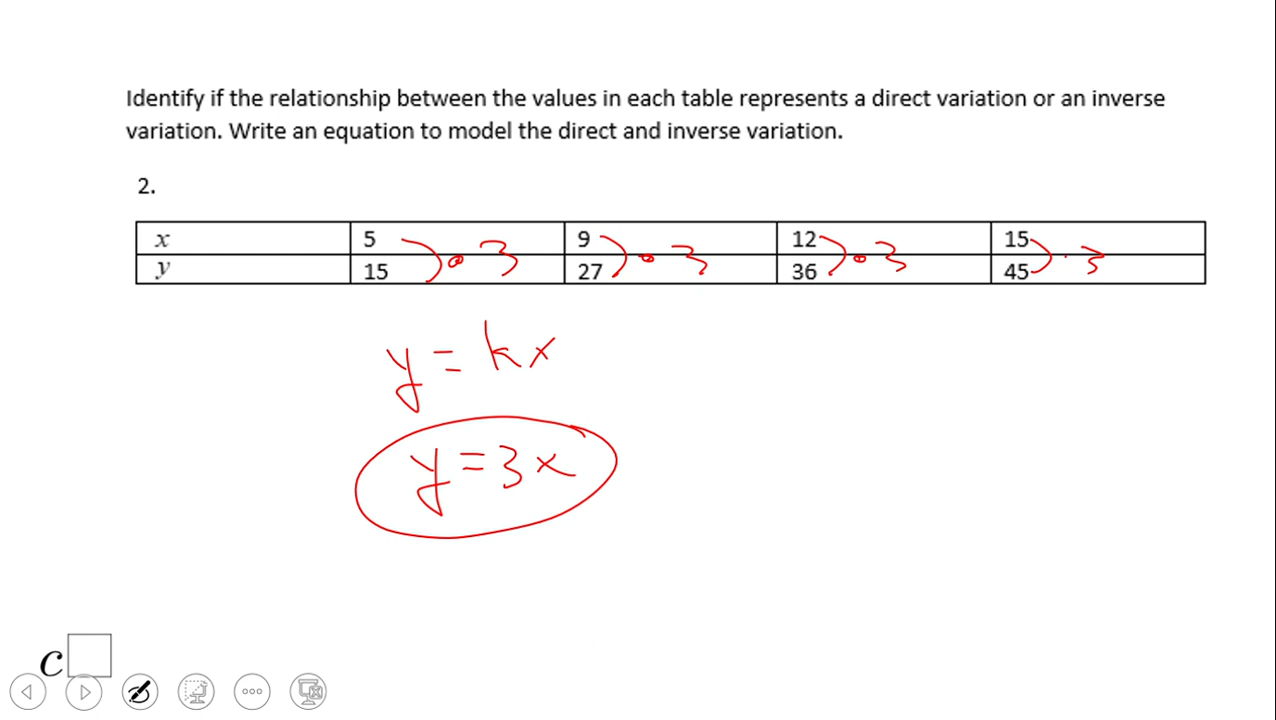 Identify if the relationship between the values in each table represents a direct variation or an inverse
variation. Write an equation to model the direct and inverse variation.
2.
x 5 · 3 9 · 3 12 · 3 15 · 3
y 15 27 36 45
y = kx
y = 3x
c